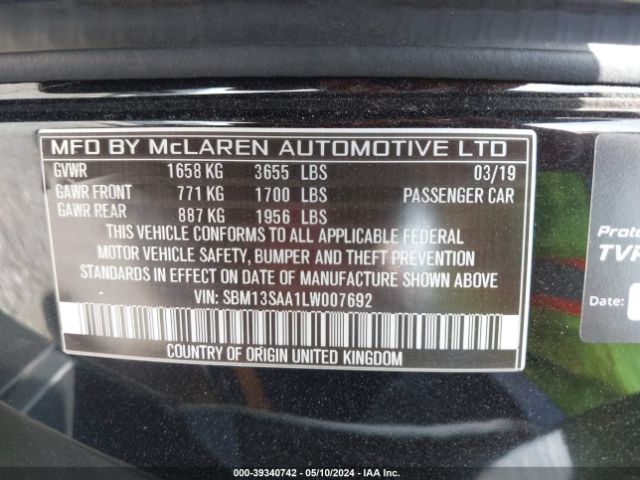 MFD BY McLAREN AUTOMOTIVE LTD
GVWR 1658 KG 3655 LBS 03/19
GAWR FRONT 771 KG 1700 LBS PASSENGER CAR
GAWR REAR 887 KG 1956 LBS
THIS VEHICLE CONFORMS TO ALL APPLICABLE FEDERAL
MOTOR VEHICLE SAFETY, BUMPER AND THEFT PREVENTION
STANDARDS IN EFFECT ON DATE OF MANUFACTURE SHOWN ABOVE
VIN: SBM13SAA1LW007692
COUNTRY OF ORIGIN UNITED KINGDOM
Date:
000-39340742 — 05/10/2024 — IAA Inc.